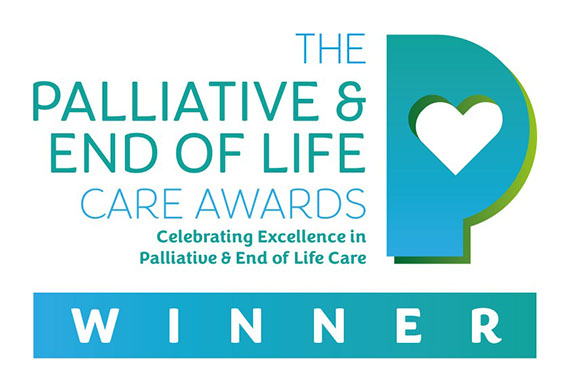 THE
PALLIATIVE &
END OF LIFE
CARE AWARDS
Celebrating Excellence in
Palliative & End of Life Care
WINNER